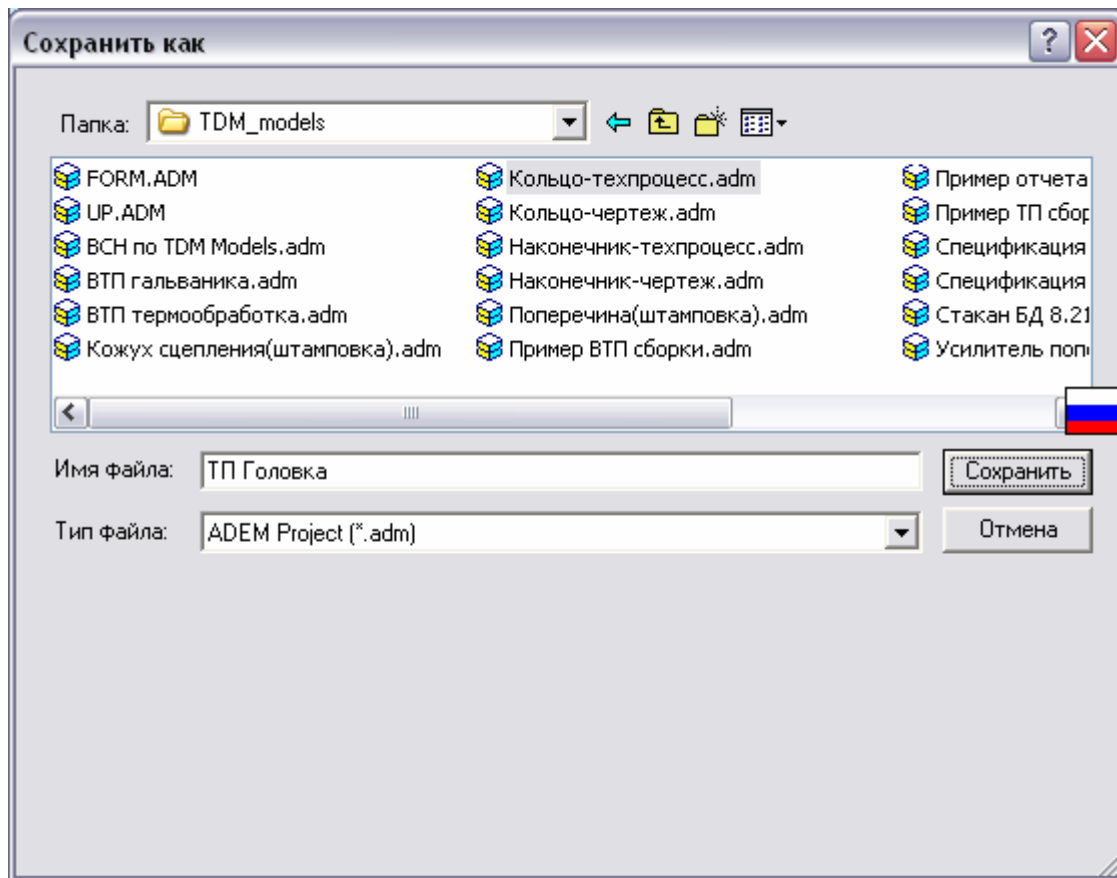 Сохранить как
Папка: TDM_models
FORM.ADM
UP.ADM
ВСН по TDM Models.adm
ВТП гальваника.adm
ВТП термообработка.adm
Кожух сцепления(штамповка).adm
Кольцо-техпроцесс.adm
Кольцо-чертеж.adm
Наконечник-техпроцесс.adm
Наконечник-чертеж.adm
Поперечина(штамповка).adm
Пример ВТП сборки.adm
Пример отчета
Пример ТП сбор
Спецификация
Спецификация
Стакан БД 8.21
Усилитель попе
Имя файла: ТП Головка Сохранить
Тип файла: ADEM Project (*.adm) Отмена